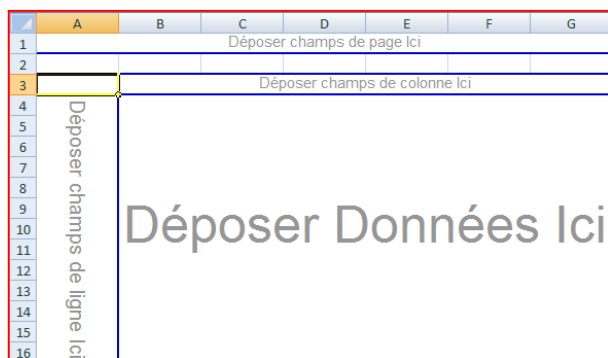 A B C D E F G
1 Déposer champs de page Ici
2
3 Déposer champs de colonne Ici
4
5
6
7
8
9
10
11
12
13
14
15
16
Déposer champs de ligne Ici
Déposer Données Ici